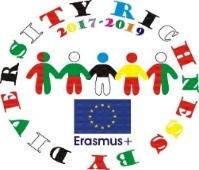 RICHNESS BY DIVERSITY
2017-2019
Erasmus+